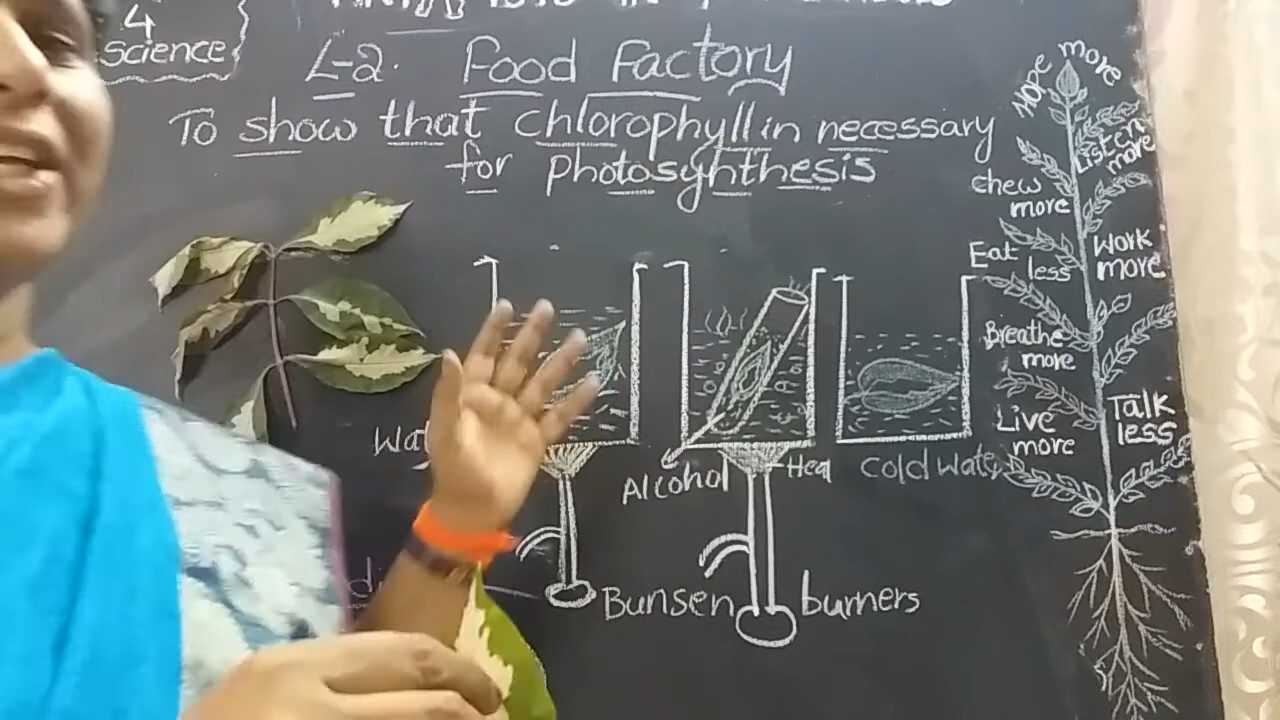 4
Science
L-2. Food Factory
To show that chlorophyll in necessary
for photosynthesis
Alcohol
Heat
Cold Water
Bunsen burners
Hope more
Listen more
Chew more
Work more
Eat less
Breathe more
Talk less
Live more